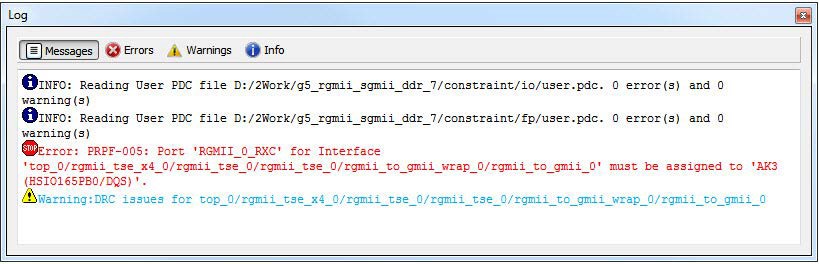 Log
Messages Errors Warnings Info
INFO: Reading User PDC file D:/2Work/g5_rgmii_sgmii_ddr_7/constraint/io/user.pdc. 0 error(s) and 0
warning(s)
INFO: Reading User PDC file D:/2Work/g5_rgmii_sgmii_ddr_7/constraint/fp/user.pdc. 0 error(s) and 0
warning(s)
STOP Error: PRPF-005: Port 'RGMII_0_RXC' for Interface
'top_0/rgmii_tse_x4_0/rgmii_tse_0/rgmii_tse_0/rgmii_to_gmii_wrap_0/rgmii_to_gmii_0' must be assigned to 'AK3
(HSIO165PB0/DQS)'.
Warning:DRC issues for top_0/rgmii_tse_x4_0/rgmii_tse_0/rgmii_tse_0/rgmii_to_gmii_wrap_0/rgmii_to_gmii_0